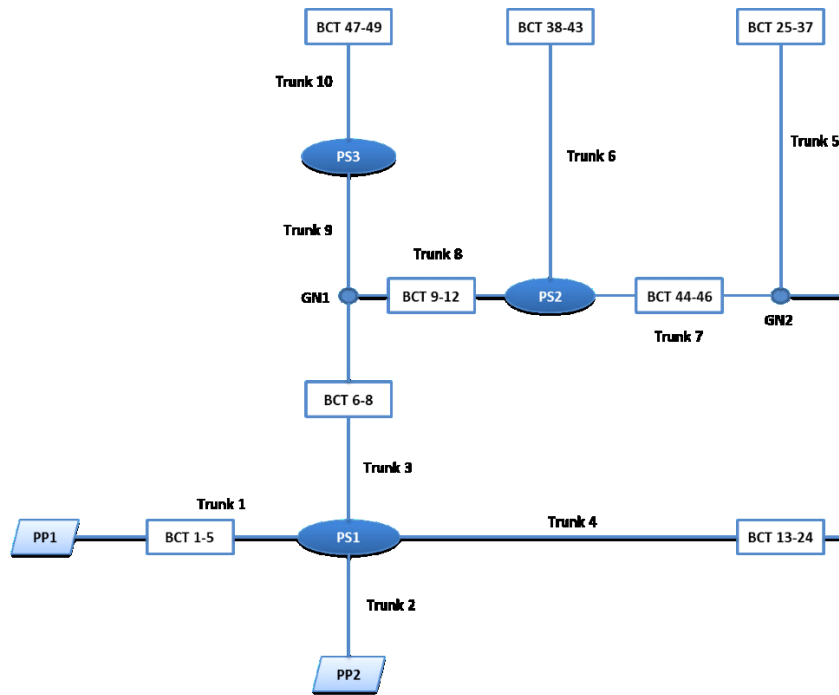 BCT 47-49
BCT 38-43
BCT 25-37
Trunk 10
Trunk 5
PS3
Trunk 6
Trunk 9
Trunk 8
GN1
BCT 9-12
PS2
BCT 44-46
GN2
Trunk 7
BCT 6-8
Trunk 3
Trunk 1
Trunk 4
PP1
BCT 1-5
PS1
BCT 13-24
Trunk 2
PP2